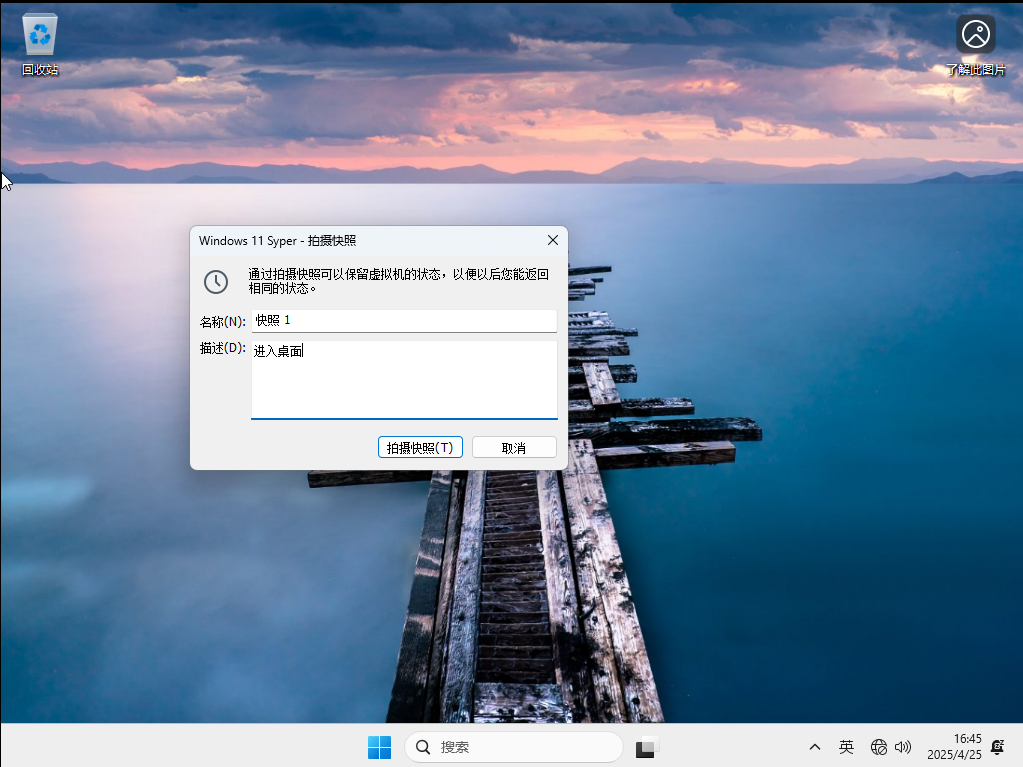 回收站
了解此图片
Windows 11 Syper - 拍摄快照
通过拍摄快照可以保留虚拟机的状态，以便以后您能返回
相同的状态。
名称(N): 快照 1
描述(D): 进入桌面
拍摄快照(T) 取消
搜索
英
16:45
2025/4/25